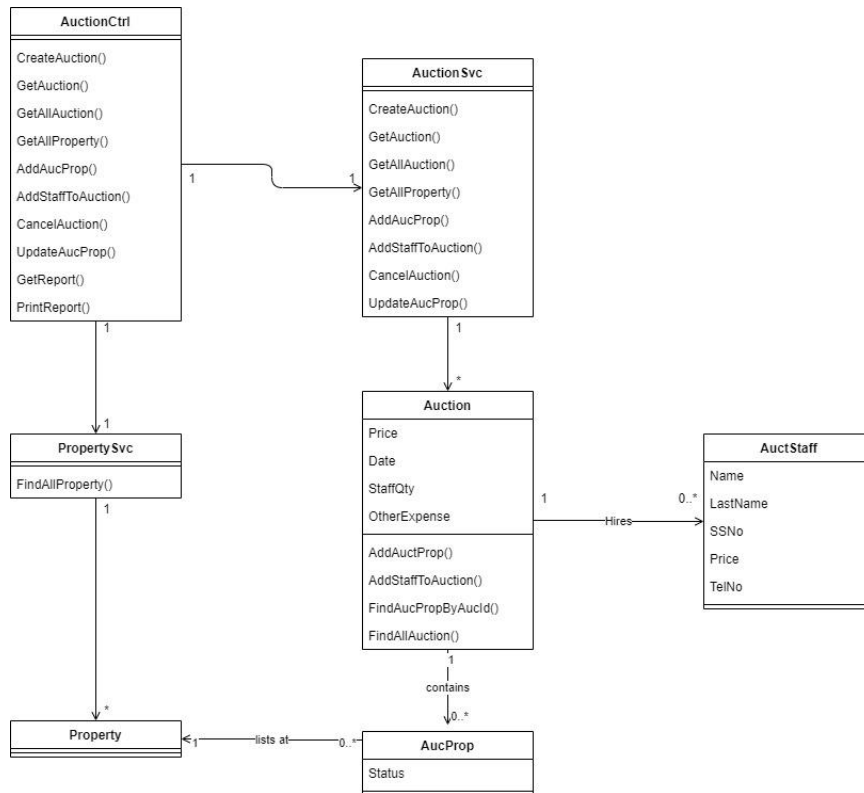 AuctionCtrl
CreateAuction()
GetAuction()
GetAllAuction()
GetAllProperty()
AddAucProp()
AddStaffToAuction()
CancelAuction()
UpdateAucProp()
GetReport()
PrintReport()
1
1
AuctionSvc
CreateAuction()
GetAuction()
GetAllAuction()
GetAllProperty()
AddAucProp()
AddStaffToAuction()
CancelAuction()
UpdateAucProp()
1
1
1
*
PropertySvc
FindAllProperty()
1
*
Auction
Price
Date
StaffQty
OtherExpense
AddAuctProp()
AddStaffToAuction()
FindAucPropByAucId()
FindAllAuction()
1
Hires
0..*
AuctStaff
Name
LastName
SSNo
Price
TelNo
1
contains
0..*
Property
1
lists at
0..*
AucProp
Status